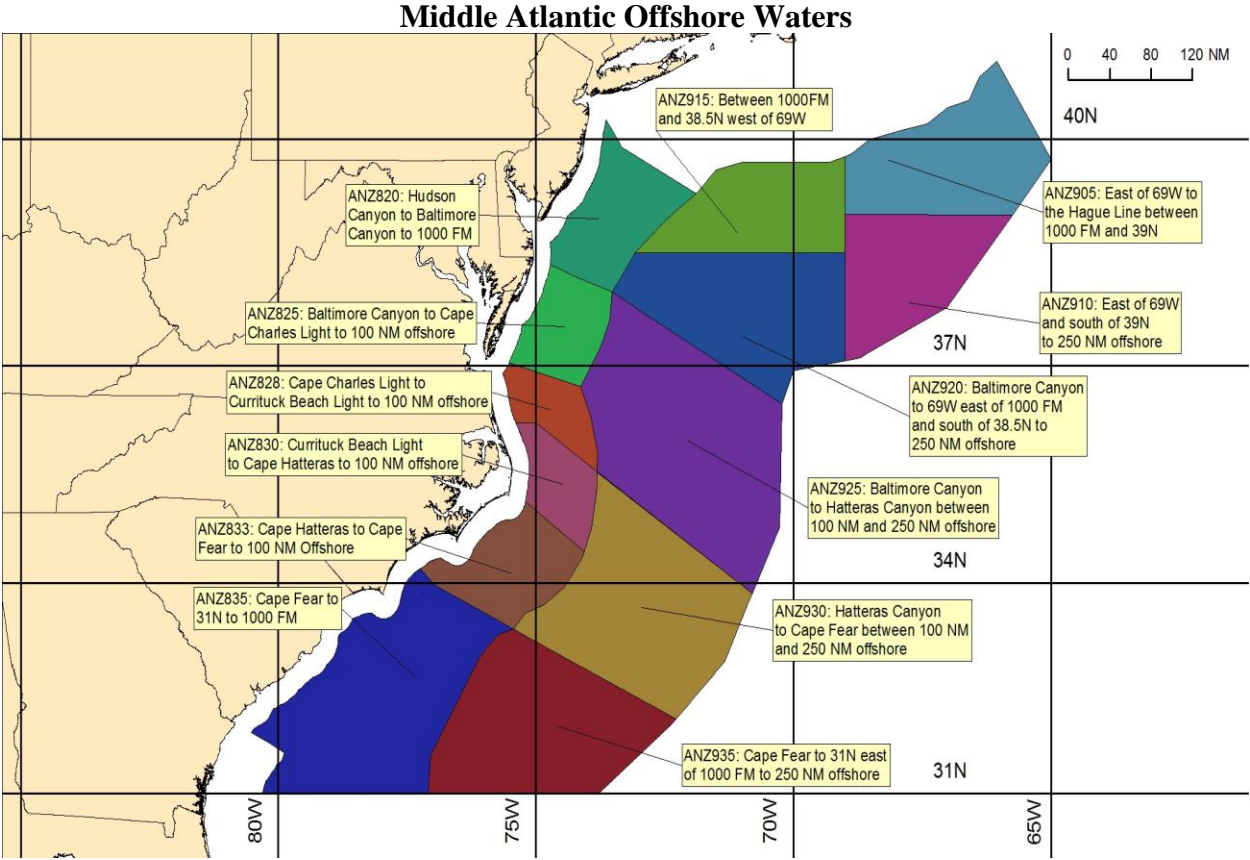 Middle Atlantic Offshore Waters
0 40 80 120 NM
ANZ915: Between 1000FM
and 38.5N west of 69W
40N
ANZ820: Hudson
Canyon to Baltimore
Canyon to 1000 FM
ANZ905: East of 69W to
the Hague Line between
1000 FM and 39N
ANZ825: Baltimore Canyon to Cape
Charles Light to 100 NM offshore
ANZ910: East of 69W
and south of 39N
to 250 NM offshore
37N
ANZ828: Cape Charles Light to
Currituck Beach Light to 100 NM offshore
ANZ920: Baltimore Canyon
to 69W east of 1000 FM
and south of 38.5N to
250 NM offshore
ANZ830: Currituck Beach Light
to Cape Hatteras to 100 NM offshore
ANZ925: Baltimore Canyon
to Hatteras Canyon between
100 NM and 250 NM offshore
ANZ833: Cape Hatteras to Cape
Fear to 100 NM Offshore
34N
ANZ835: Cape Fear to
31N to 1000 FM
ANZ930: Hatteras Canyon
to Cape Fear between 100 NM
and 250 NM offshore
ANZ935: Cape Fear to 31N east
of 1000 FM to 250 NM offshore
31N
80W
75W
70W
65W